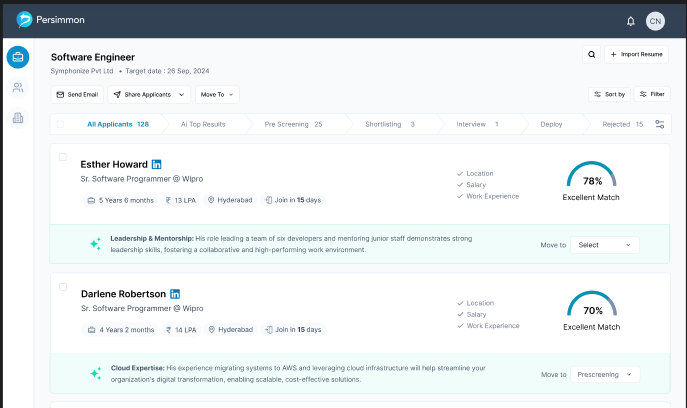 Persimmon
CN
Software Engineer
Import Resume
Symphonize Pvt Ltd • Target date : 26 Sep, 2024
Send Email Share Applicants Move To Sort by Filter
All Applicants 128 Ai Top Results Pre Screening 25 Shortlisting 3 Interview 1 Deploy Rejected 15
Esther Howard in
Sr. Software Programmer @ Wipro
5 Years 6 months ₹ 13 LPA Hyderabad Join in 15 days
Location
Salary
Work Experience
78%
Excellent Match
Leadership & Mentorship: His role leading a team of six developers and mentoring junior staff demonstrates strong
leadership skills, fostering a collaborative and high-performing work environment.
Move to Select
Darlene Robertson in
Sr. Software Programmer @ Wipro
4 Years 2 months ₹ 14 LPA Hyderabad Join in 15 days
Location
Salary
Work Experience
70%
Excellent Match
Cloud Expertise: His experience migrating systems to AWS and leveraging cloud infrastructure will help streamline your
organization's digital transformation, enabling scalable, cost-effective solutions.
Move to Prescreening